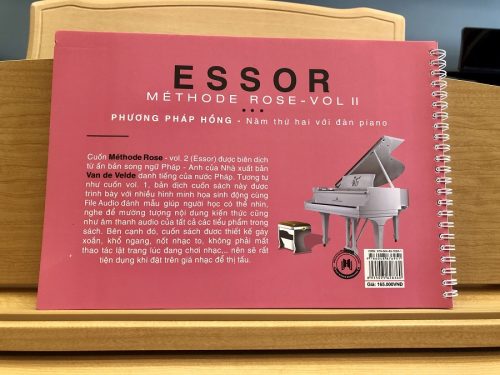 ESSOR
MÉTHODE ROSE-VOL II
PHƯƠNG PHÁP HỒNG - Năm thứ hai với đàn piano
Cuốn Méthode Rose - vol. 2 (Essor) được biên dịch
từ ấn bản song ngữ Pháp - Anh của Nhà xuất bản
Van de Velde danh tiếng của nước Pháp. Tương tự
như cuốn vol. 1, bản dịch cuốn sách này được
trình bày với nhiều hình minh họa sinh động cùng
File Audio đánh mẫu giúp người học có thể nhìn,
nghe để mường tượng nội dung kiến thức cũng
như âm thanh audio của tất cả các tiểu phẩm trong
sách. Bên cạnh đó, cuốn sách được thiết kế gáy
xoắn, khổ ngang, nốt nhạc to, không phải mất
thao tác lật trang lúc đang chơi nhạc... nên sẽ rất
tiện dụng khi đặt trên giá nhạc để thị tấu.
Giá: 165.000VNĐ